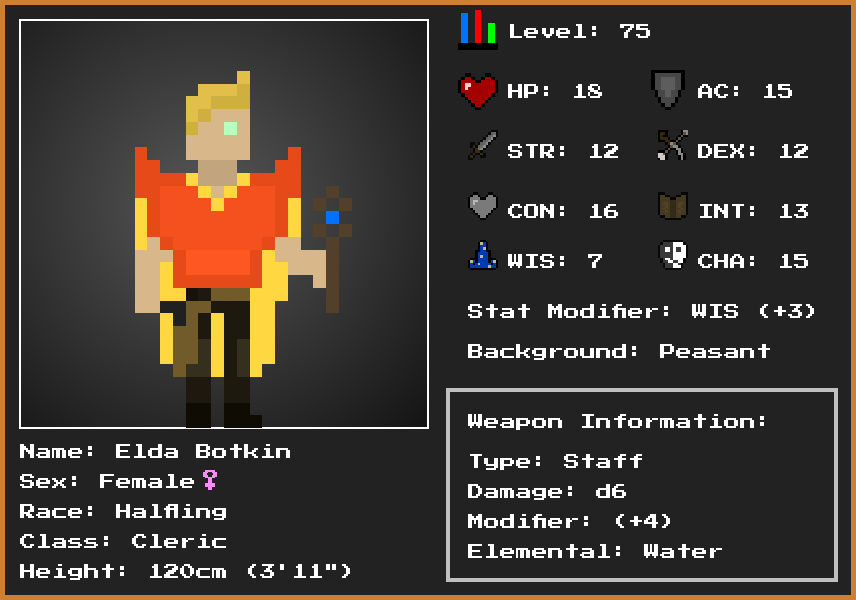 Level: 75
HP: 18
AC: 15
STR: 12
DEX: 12
CON: 16
INT: 13
WIS: 7
CHA: 15
Stat Modifier: WIS (+3)
Background: Peasant
Weapon Information:
Type: Staff
Damage: d6
Modifier: (+4)
Elemental: Water
Name: Elda Botkin
Sex: Female♀
Race: Halfling
Class: Cleric
Height: 120cm (3'11")